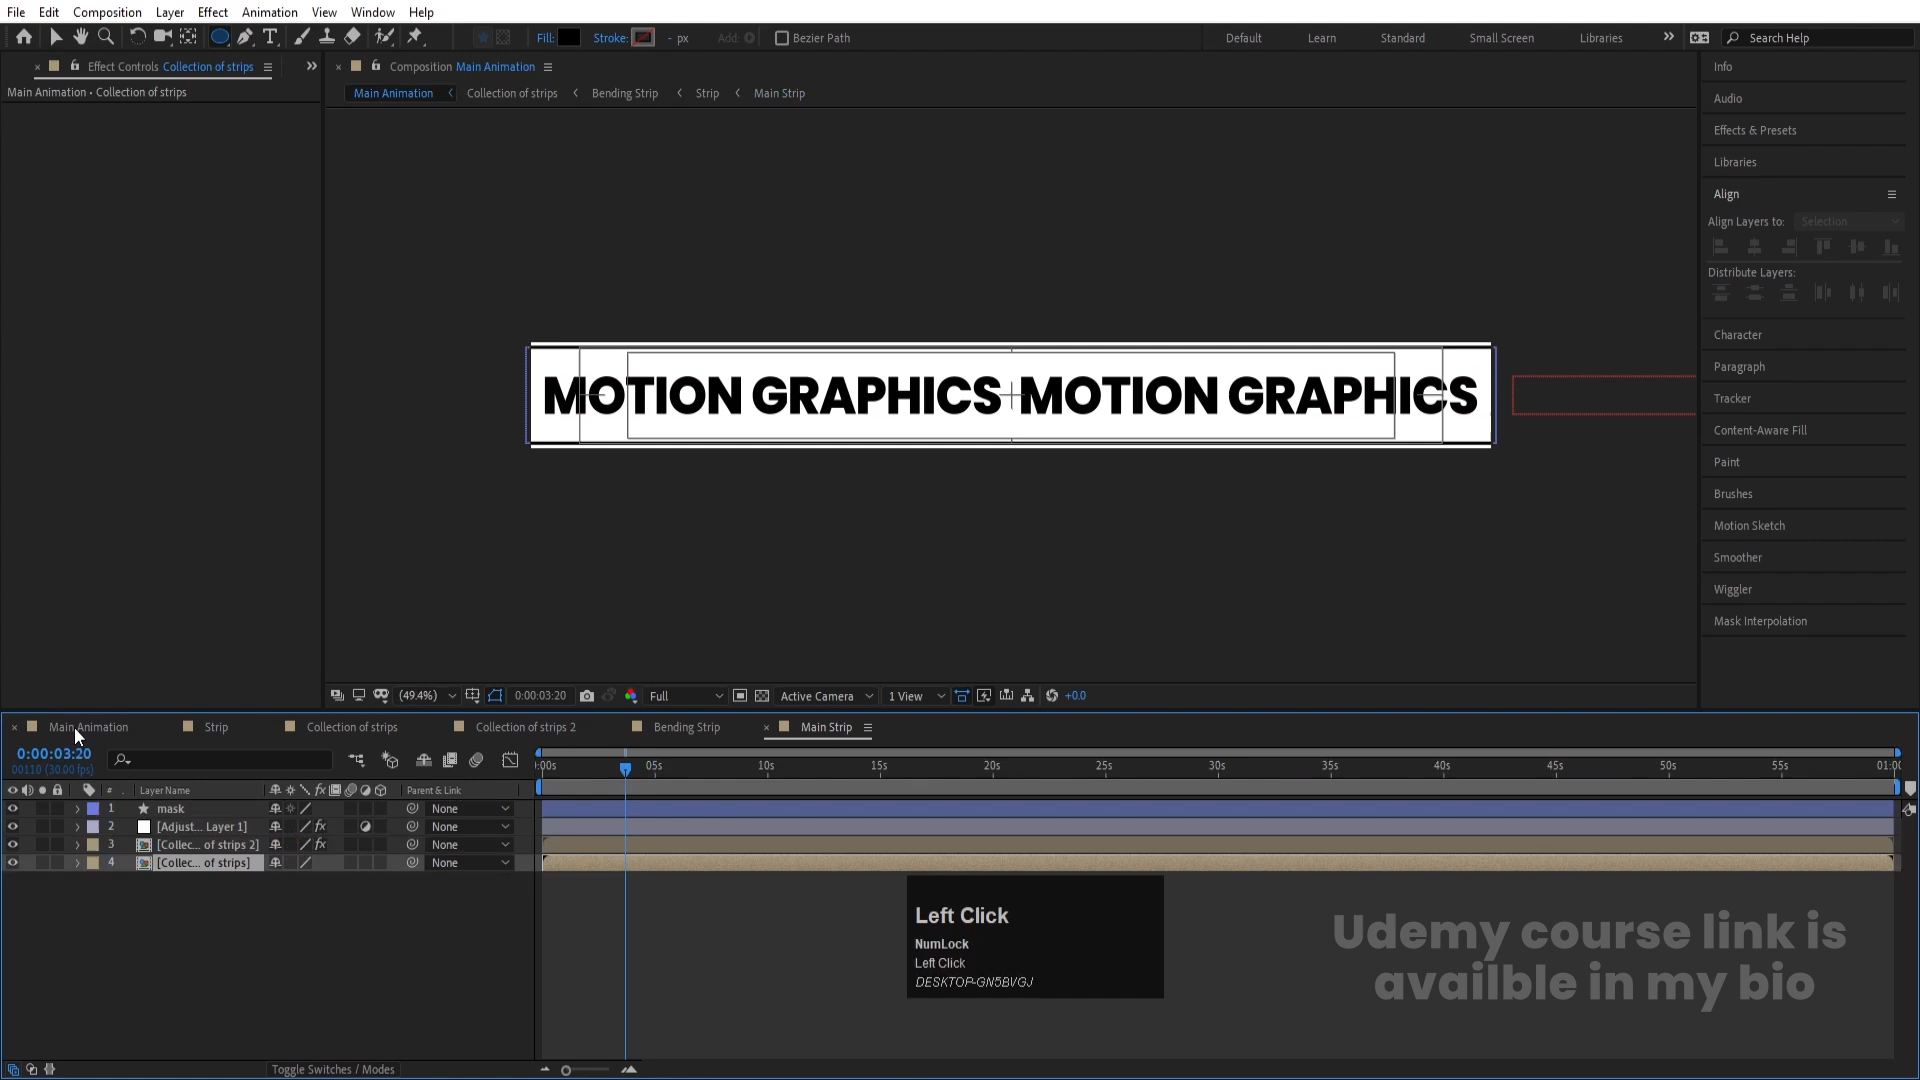 File Edit Composition Layer Effect Animation View Window Help
Fill: Stroke: - px Add: Bezier Path Default Learn Standard Small Screen Libraries Search Help
Effect Controls Collection of strips
Composition Main Animation
Info
Main Animation • Collection of strips
Main Animation Collection of strips Bending Strip Strip Main Strip
Audio
Effects & Presets
Libraries
Align
Align Layers to: Selection
Distribute Layers:
Character
Paragraph
Tracker
Content-Aware Fill
Paint
Brushes
Motion Sketch
Smoother
Wiggler
Mask Interpolation
MOTION GRAPHICS MOTION GRAPHICS
(49.4%) 0:00:03:20 Full Active Camera 1 View +0.0
Main Animation Strip Collection of strips Collection of strips 2 Bending Strip Main Strip
0:00:03:20
00110 (30.00 fps)
:00s 05s 10s 15s 20s 25s 30s 35s 40s 45s 50s 55s 01:00
# Layer Name fx Parent & Link
1 mask None
2 [Adjust... Layer 1] fx None
3 [Collec... of strips 2] fx None
4 [Collec... of strips] None
Left Click
NumLock
Left Click
DESKTOP-GN5BVGJ
Udemy course link is
availble in my bio
Toggle Switches / Modes